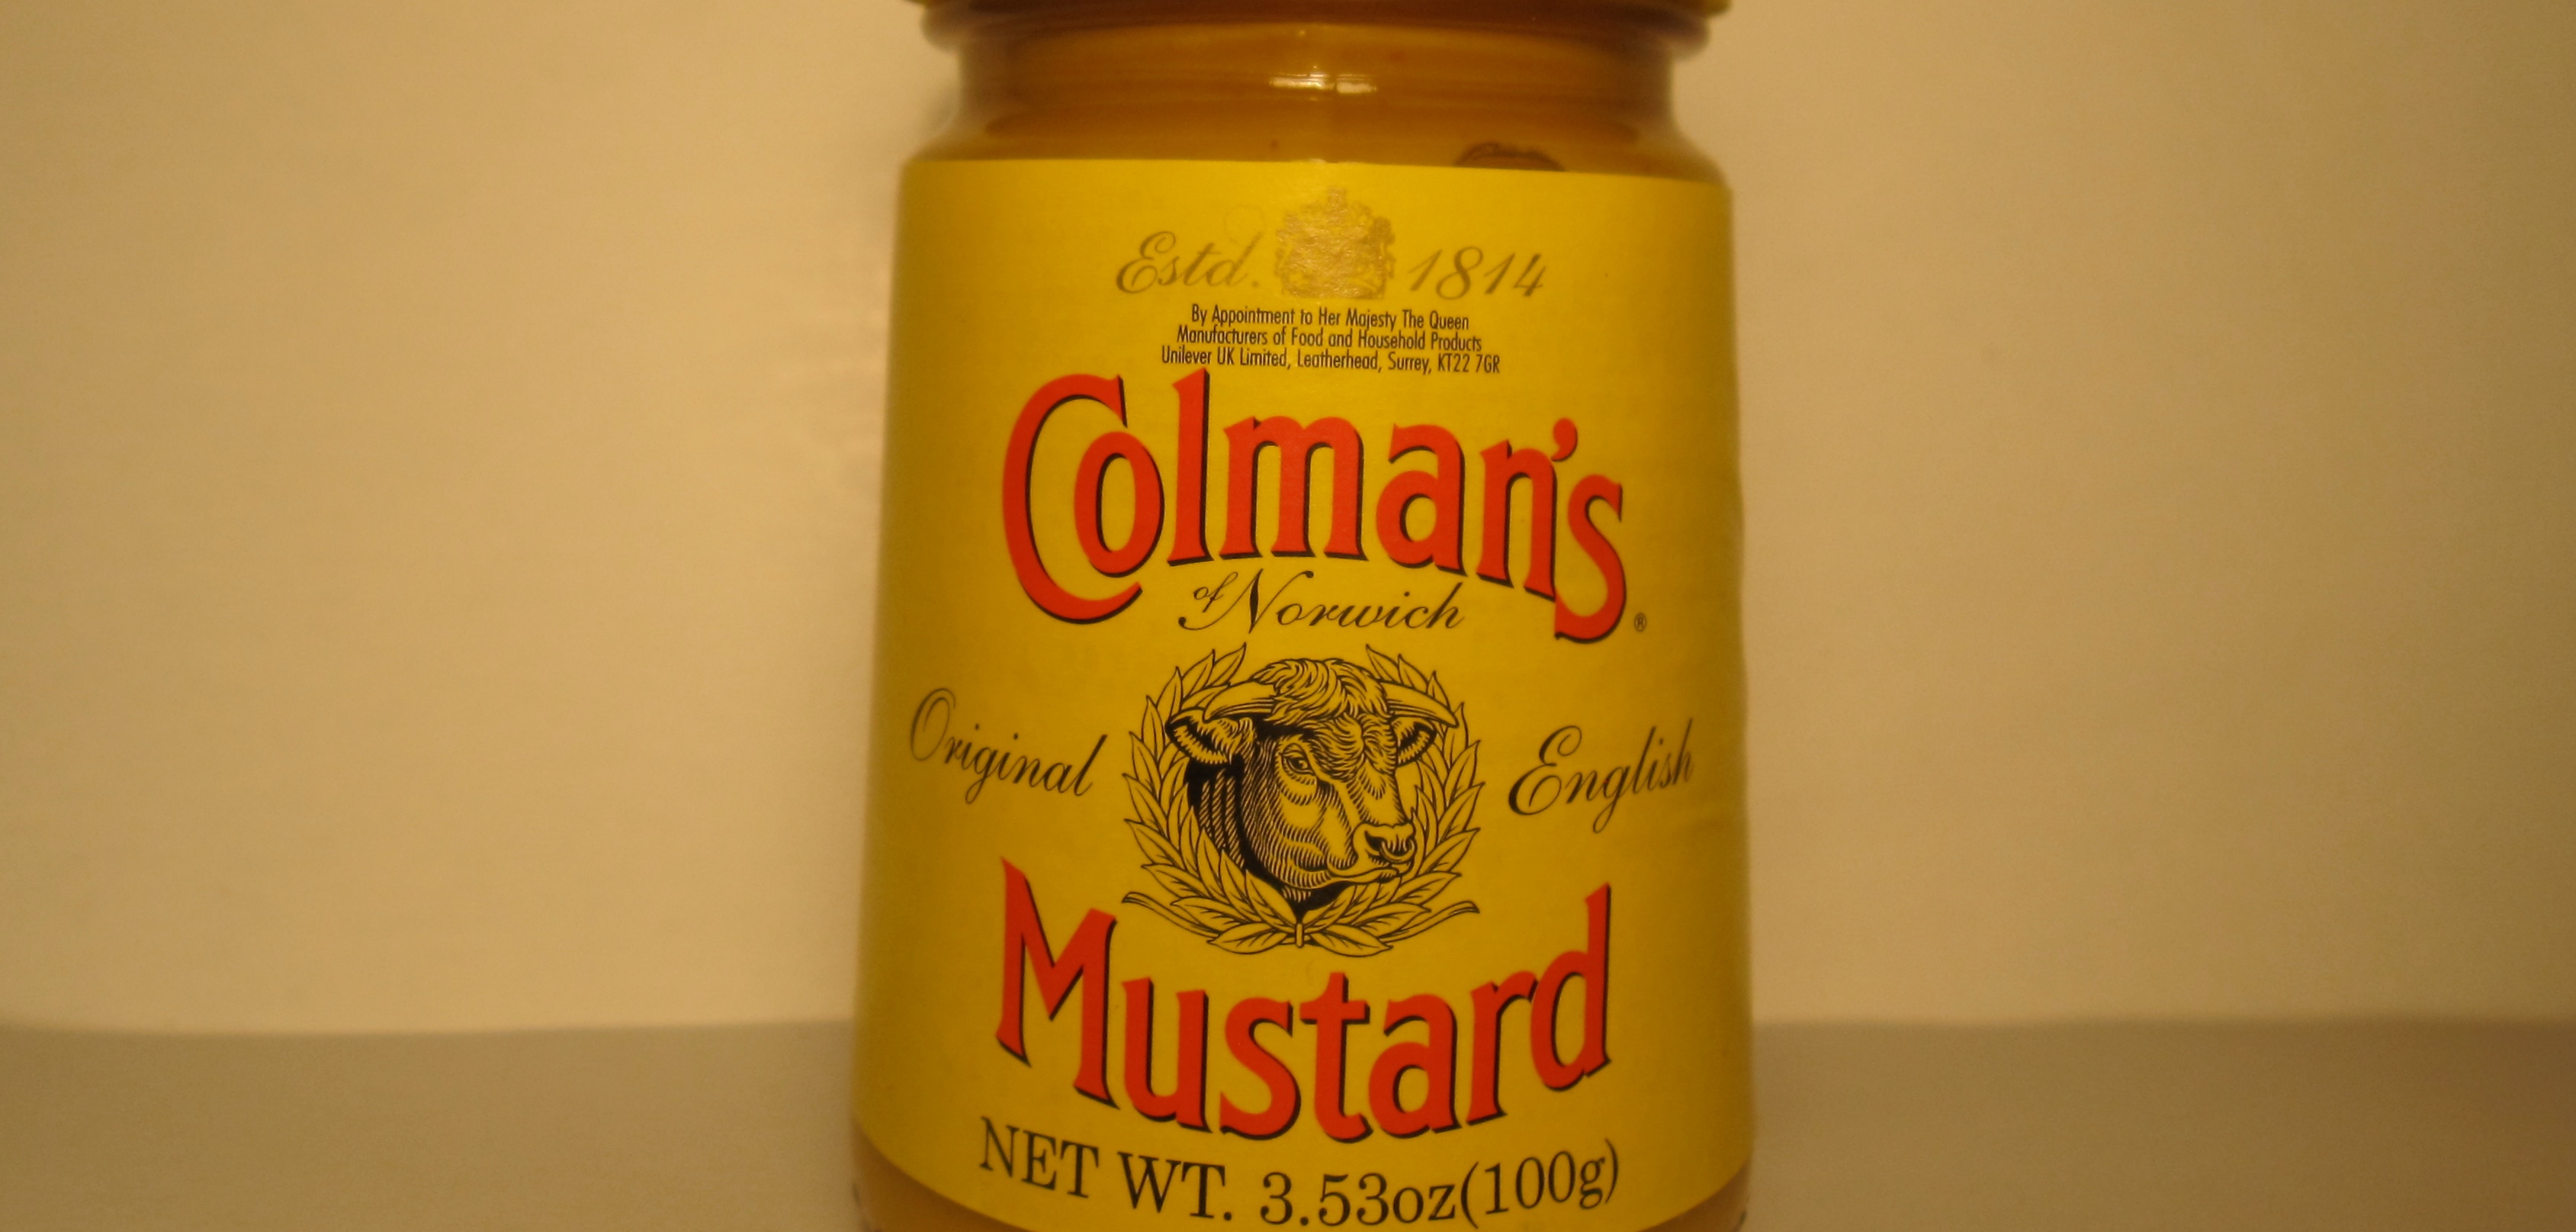 Estd. 1814
By Appointment to Her Majesty The Queen
Manufacturers of Food and Household Products
Unilever UK Limited, Leatherhead, Surrey, KT22 7GR
Colman's
of Norwich
®
Original English
Mustard
NET WT. 3.53oz(100g)